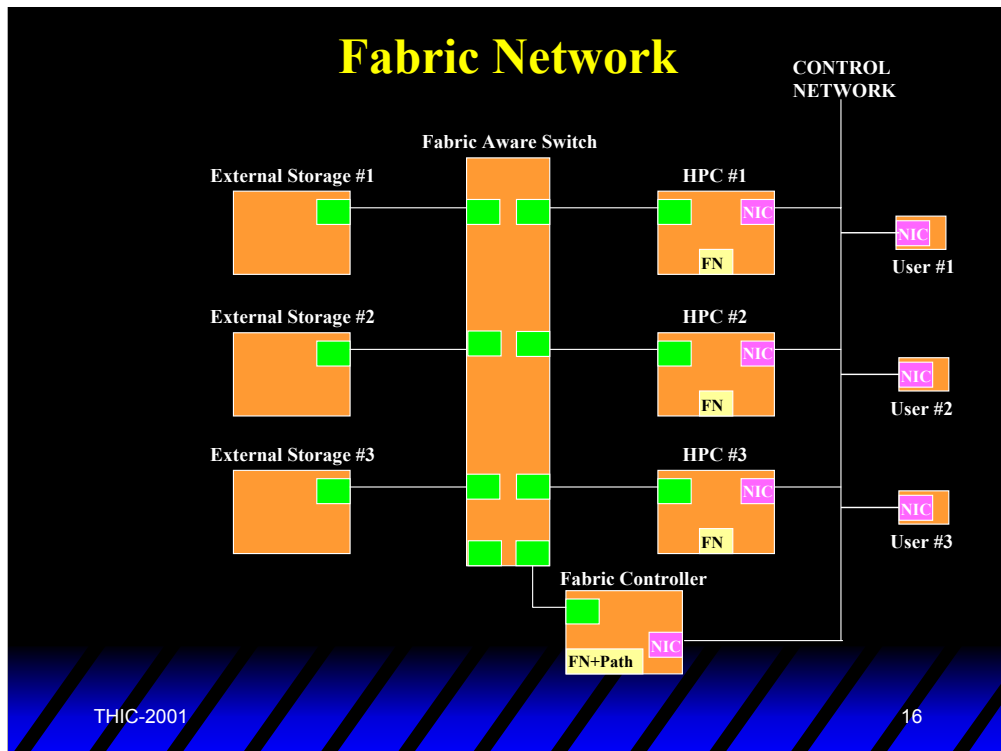 Fabric Network
CONTROL
NETWORK
Fabric Aware Switch
External Storage #1
HPC #1
NIC
FN
NIC
User #1
External Storage #2
HPC #2
NIC
FN
NIC
User #2
External Storage #3
HPC #3
NIC
FN
NIC
User #3
Fabric Controller
NIC
FN+Path
THIC-2001
16